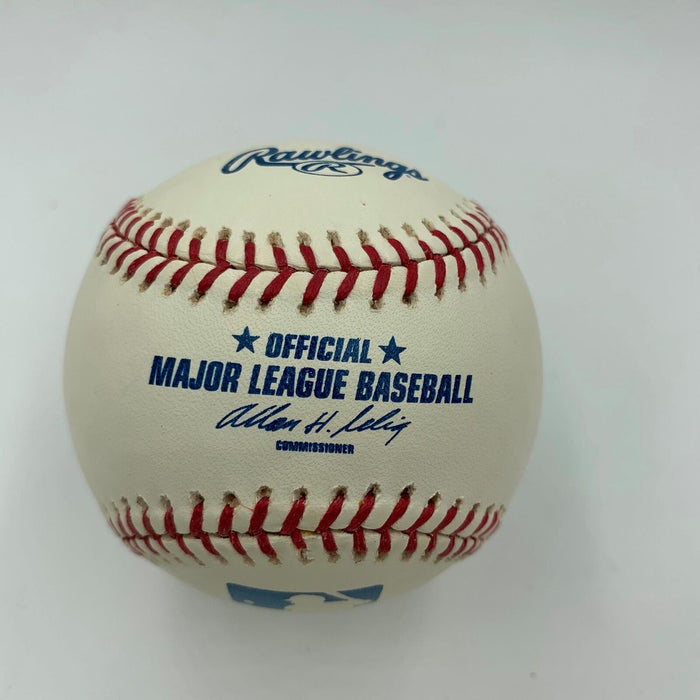 Rawlings
R
★ OFFICIAL ★
MAJOR LEAGUE BASEBALL
Allan H. Selig
COMMISSIONER